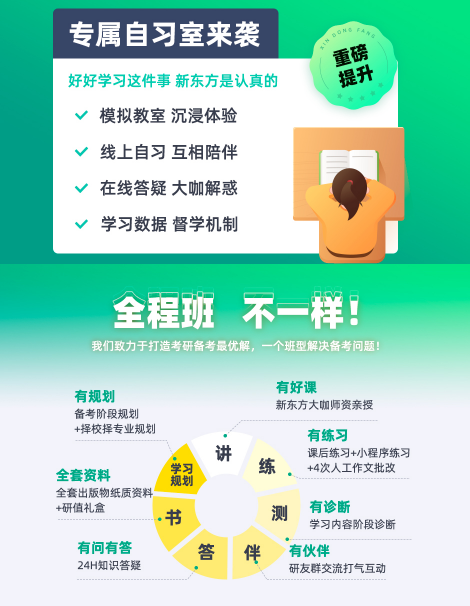 专属自习室来袭
XIN DONG FANG
重磅
提升
好好学习这件事 新东方是认真的
模拟教室 沉浸体验
线上自习 互相陪伴
在线答疑 大咖解惑
学习数据 督学机制
全程班 不一样!
我们致力于打造考研备考最优解，一个班型解决备考问题！
有规划
备考阶段规划
+择校择专业规划
有好课
新东方大咖师资亲授
有练习
课后练习+小程序练习
+4次人工作文批改
全套资料
全套出版物纸质资料
+研值礼盒
有诊断
学习内容阶段诊断
有问有答
24H知识答疑
有伙伴
研友群交流打气互动
讲
练
测
伴
答
书
学习
规划